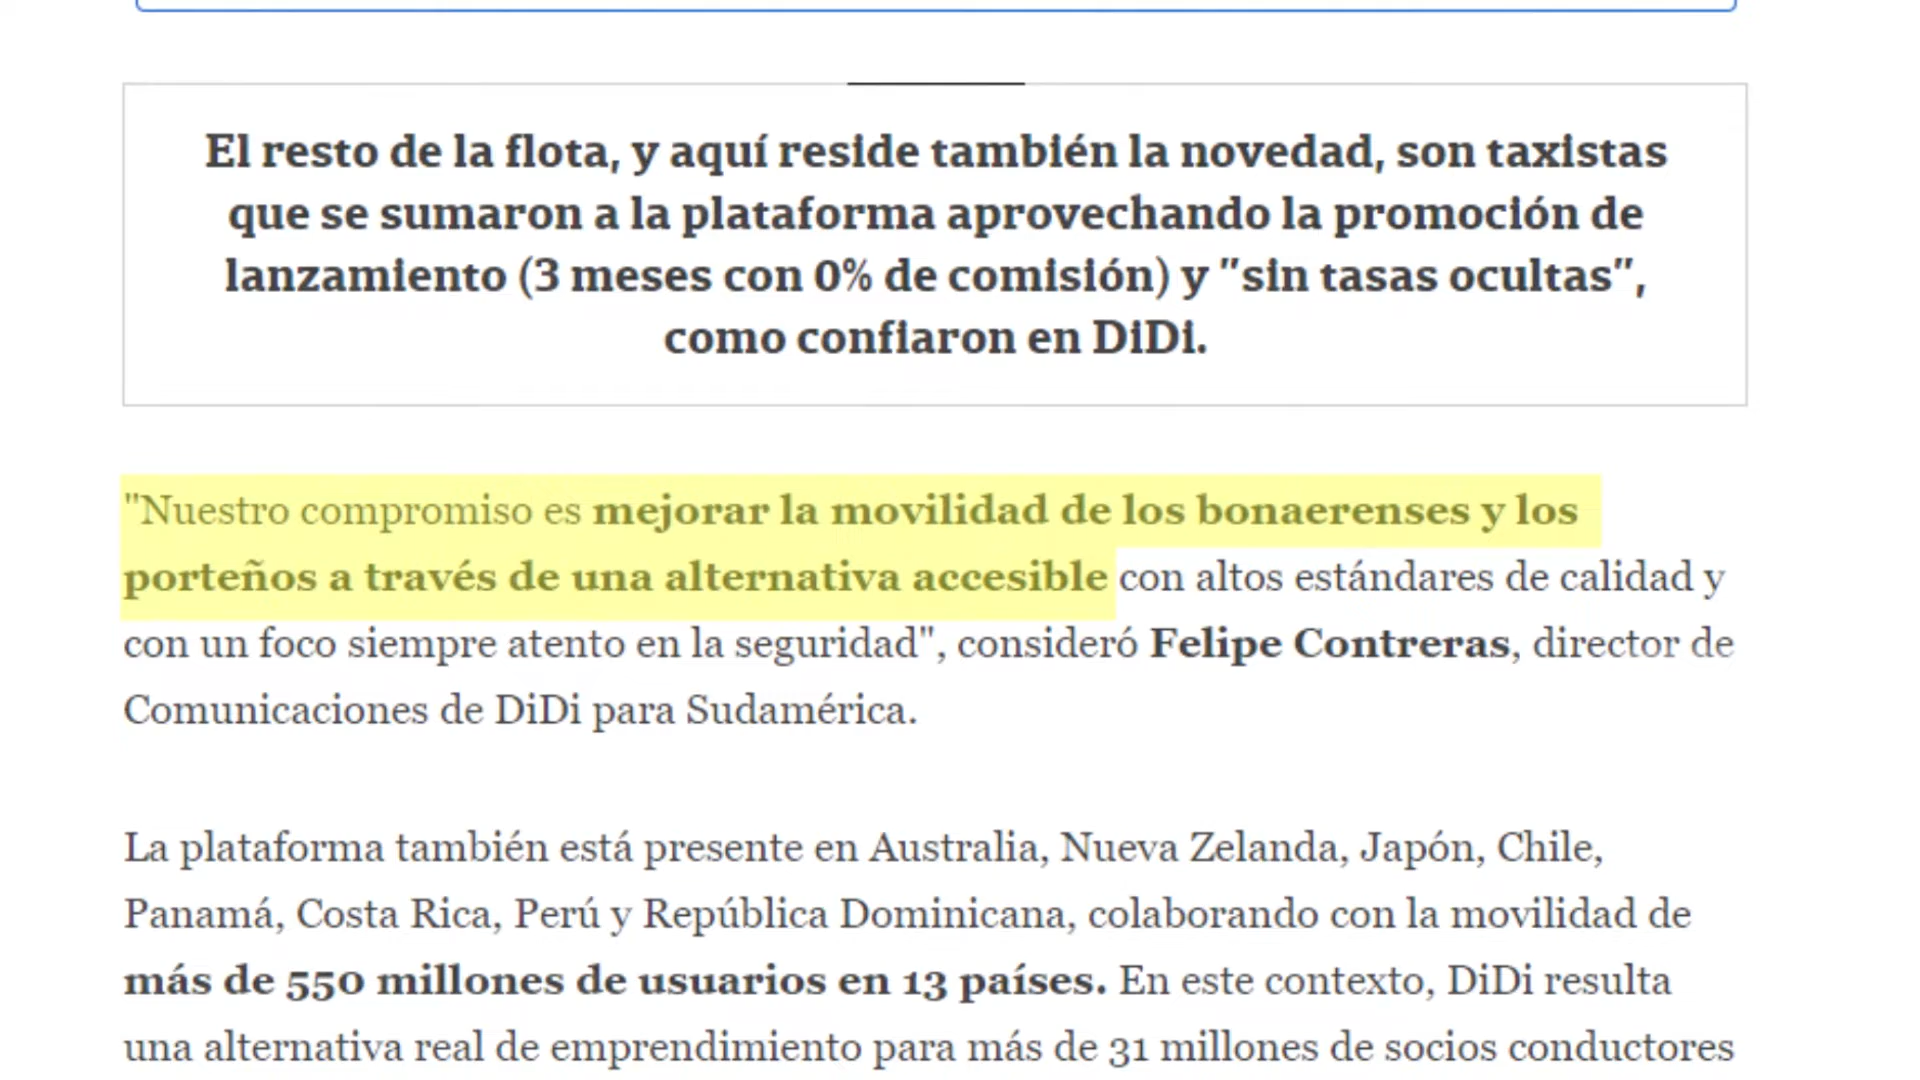 El resto de la flota, y aquí reside también la novedad, son taxistas
que se sumaron a la plataforma aprovechando la promoción de
lanzamiento (3 meses con 0% de comisión) y "sin tasas ocultas",
como confiaron en DiDi.
"Nuestro compromiso es mejorar la movilidad de los bonaerenses y los
porteños a través de una alternativa accesible con altos estándares de calidad y
con un foco siempre atento en la seguridad", consideró Felipe Contreras, director de
Comunicaciones de DiDi para Sudamérica.
La plataforma también está presente en Australia, Nueva Zelanda, Japón, Chile,
Panamá, Costa Rica, Perú y República Dominicana, colaborando con la movilidad de
más de 550 millones de usuarios en 13 países. En este contexto, DiDi resulta
una alternativa real de emprendimiento para más de 31 millones de socios conductores